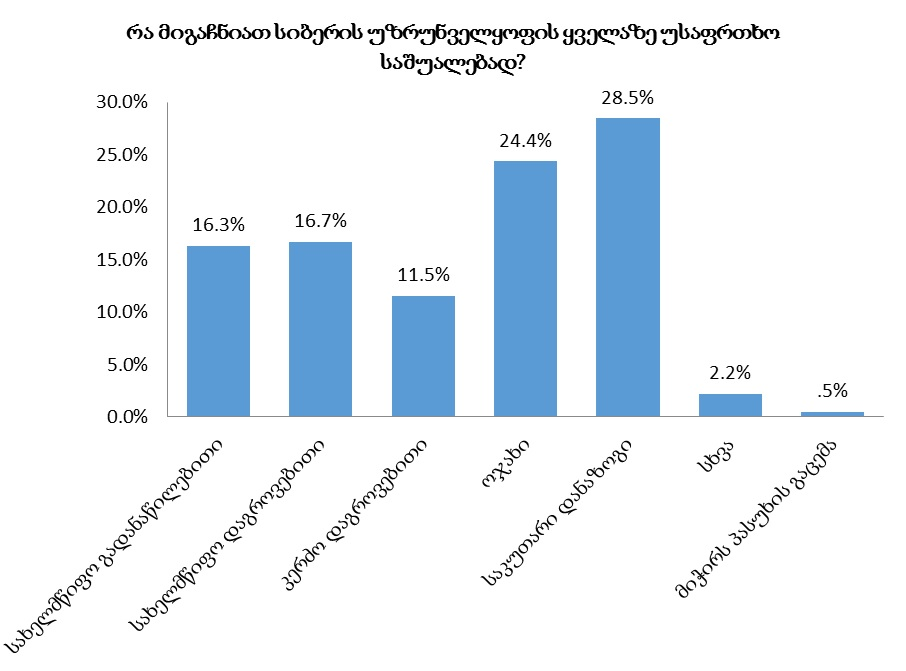 რა მიგაჩნიათ სიბერის უზრუნველყოფის ყველაზე უსაფრთხო
საშუალებად?
30.0%
25.0%
20.0%
15.0%
10.0%
5.0%
0.0%
16.3%
16.7%
11.5%
24.4%
28.5%
2.2%
.5%
სახელმწიფო გადანაწილებითი
სახელმწიფო დაგროვებითი
კერძო დაგროვებითი
ოჯახი
საკუთარი დანაზოგი
სხვა
მიჭირს პასუხის გაცემა